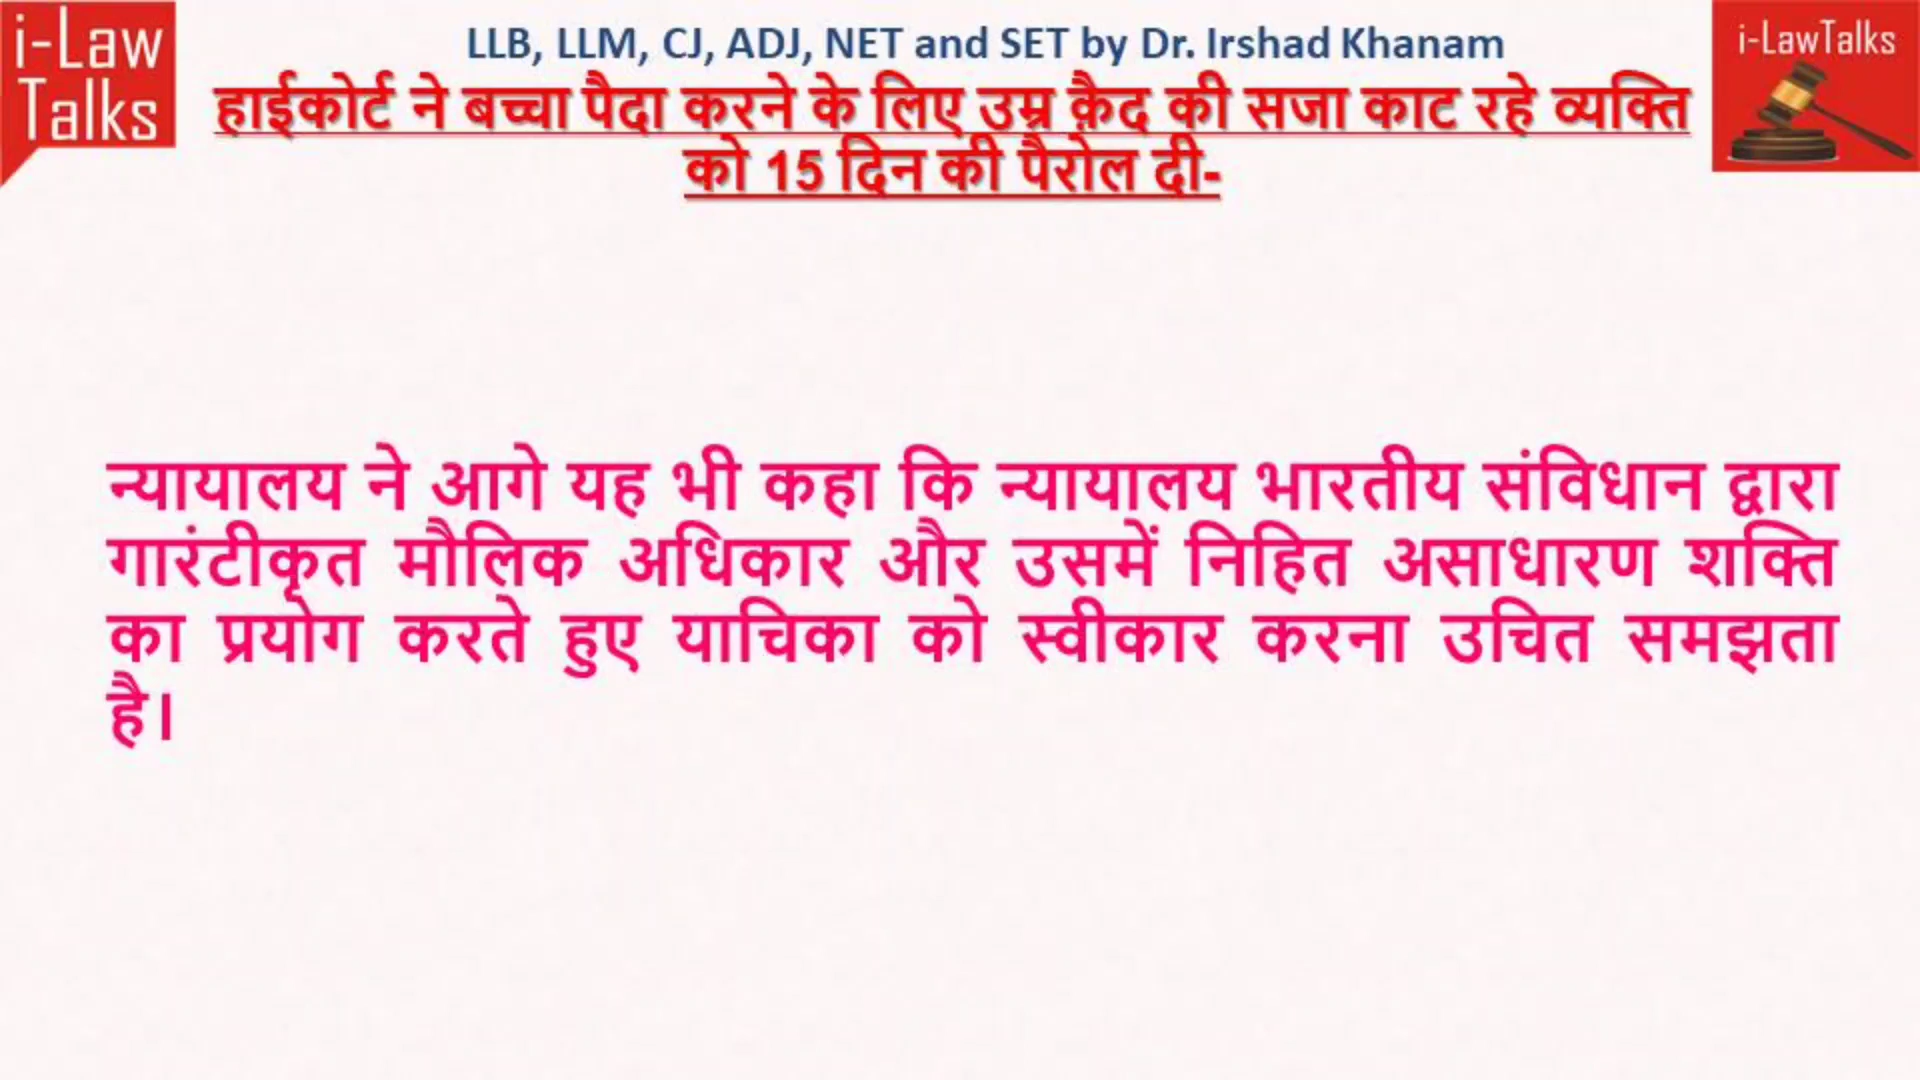 i-Law
Talks
LLB, LLM, CJ, ADJ, NET and SET by Dr. Irshad Khanam
i-LawTalks
हाईकोर्ट ने बच्चा पैदा करने के लिए उम्र क़ैद की सजा काट रहे व्यक्ति
को 15 दिन की पैरोल दी-
न्यायालय ने आगे यह भी कहा कि न्यायालय भारतीय संविधान द्वारा
गारंटीकृत मौलिक अधिकार और उसमें निहित असाधारण शक्ति
का प्रयोग करते हुए याचिका को स्वीकार करना उचित समझता
है।